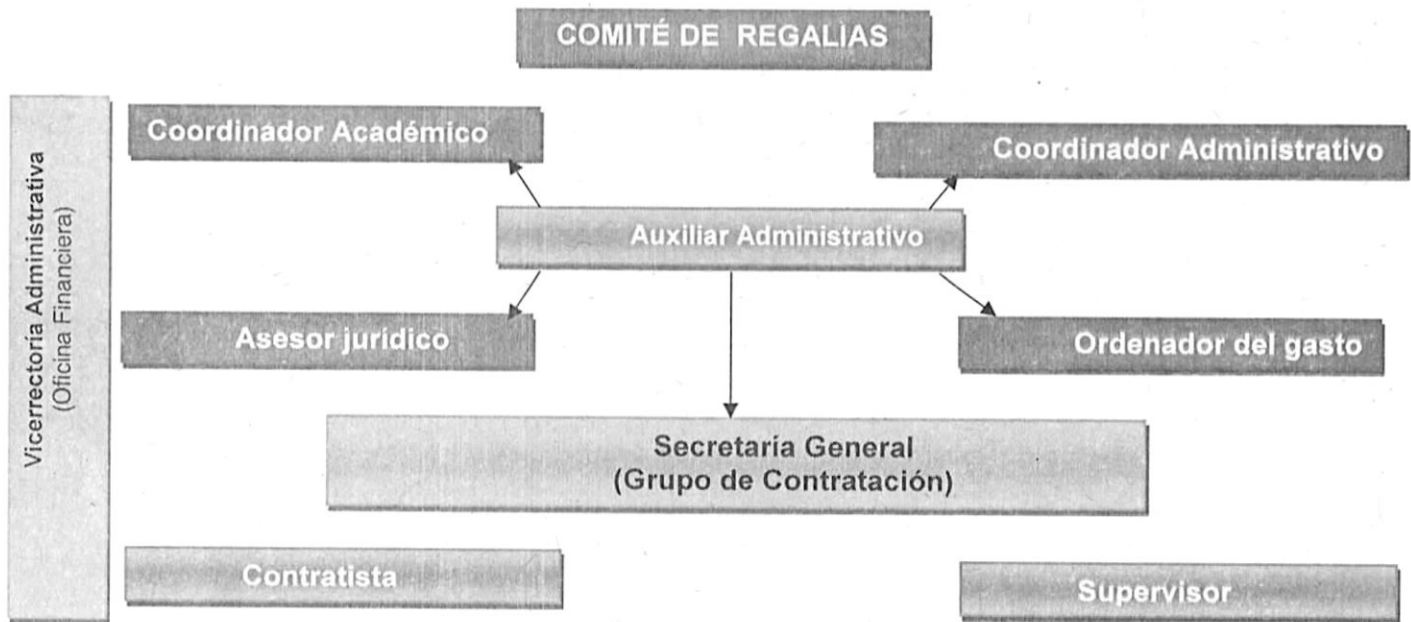 COMITÉ DE REGALIAS
Vicerrectoría Administrativa
(Oficina Financiera)
Coordinador Académico
Coordinador Administrativo
Auxiliar Administrativo
Asesor jurídico
Ordenador del gasto
Secretaría General
(Grupo de Contratación)
Contratista
Supervisor